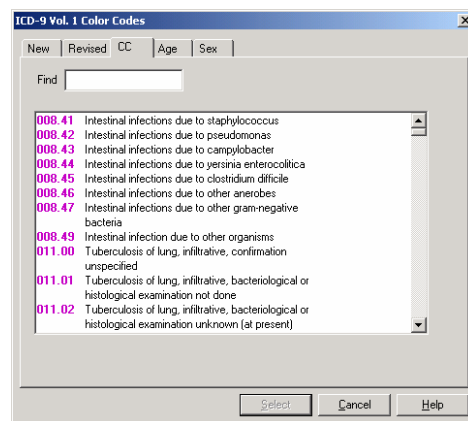 ICD-9 Vol. 1 Color Codes
New Revised CC Age Sex
Find
008.41 Intestinal infections due to staphylococcus
008.42 Intestinal infections due to pseudomonas
008.43 Intestinal infections due to campylobacter
008.44 Intestinal infections due to yersinia enterocolitica
008.45 Intestinal infections due to clostridium difficile
008.46 Intestinal infections due to other anerobes
008.47 Intestinal infections due to other gram-negative
bacteria
008.49 Intestinal infection due to other organisms
011.00 Tuberculosis of lung, infiltrative, confirmation
unspecified
011.01 Tuberculosis of lung, infiltrative, bacteriological or
histological examination not done
011.02 Tuberculosis of lung, infiltrative, bacteriological or
histological examination unknown (at present)
Select Cancel Help